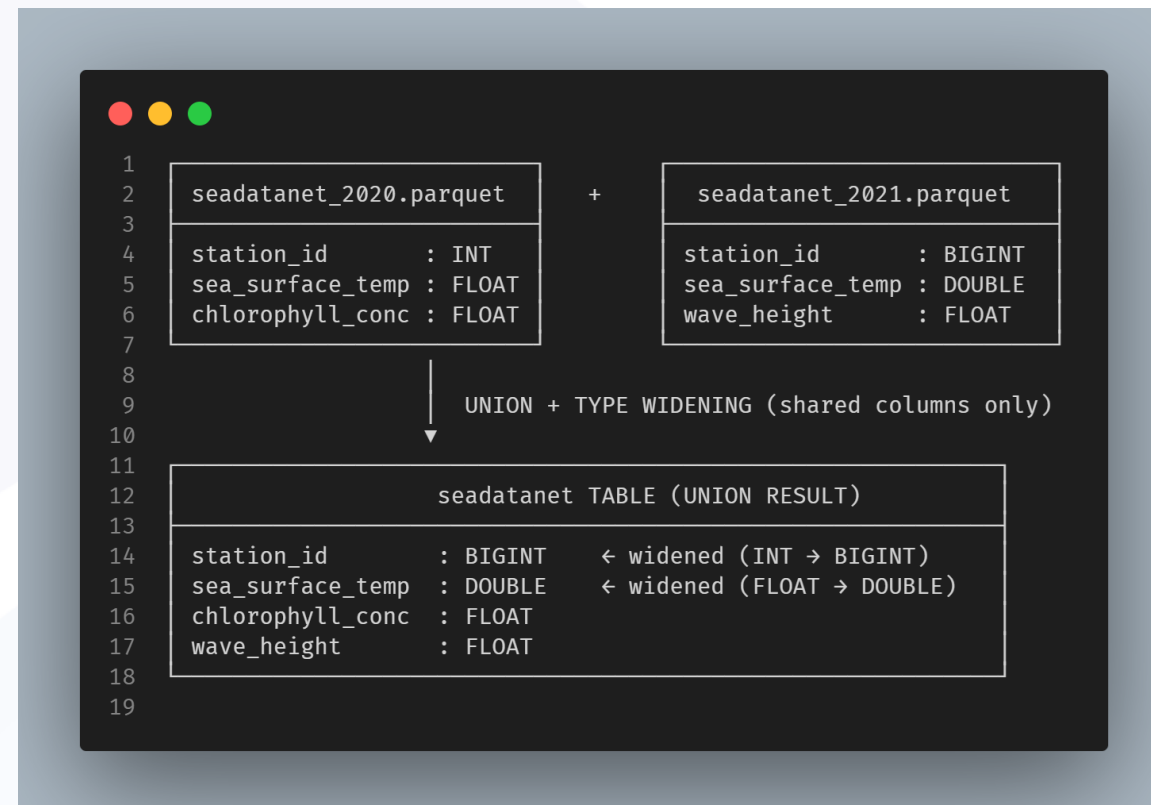 1
2 seadatanet_2020.parquet + seadatanet_2021.parquet
3
4 station_id : INT station_id : BIGINT
5 sea_surface_temp : FLOAT sea_surface_temp : DOUBLE
6 chlorophyll_conc : FLOAT wave_height : FLOAT
7
8
9 UNION + TYPE WIDENING (shared columns only)
10 ▼
11
12 seadatanet TABLE (UNION RESULT)
13
14 station_id : BIGINT ← widened (INT → BIGINT)
15 sea_surface_temp : DOUBLE ← widened (FLOAT → DOUBLE)
16 chlorophyll_conc : FLOAT
17 wave_height : FLOAT
18
19